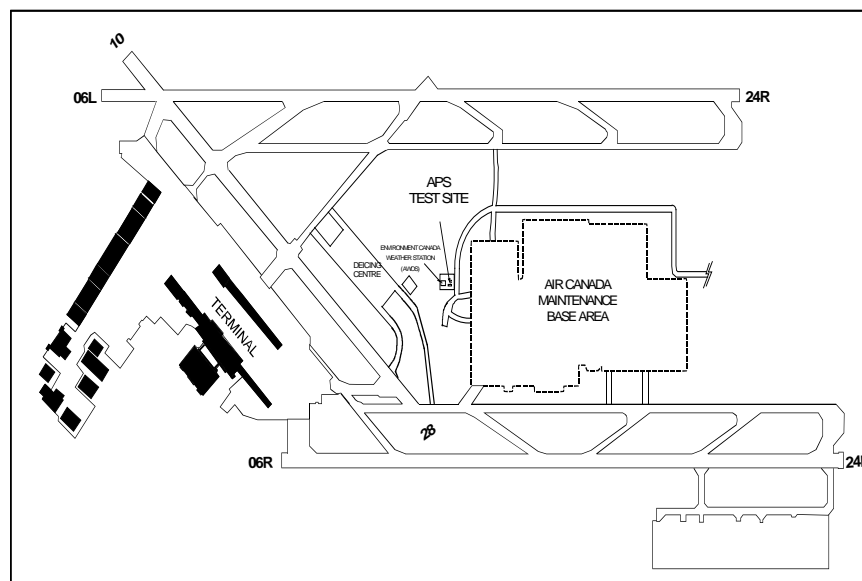 10
06L
24R
APS
TEST SITE
ENVIRONMENT CANADA
WEATHER STATION
(AWOS)
DEICING
CENTRE
AIR CANADA
MAINTENANCE
BASE AREA
TERMINAL
28
06R